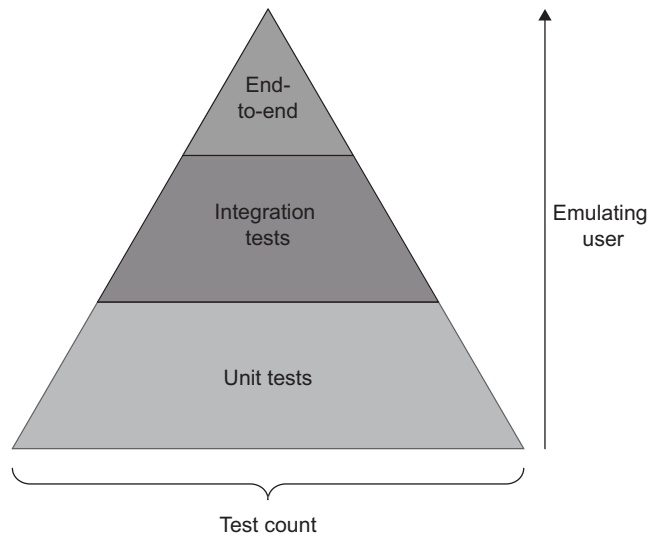 End-
to-end
Integration
tests
Emulating
user
Unit tests
Test count